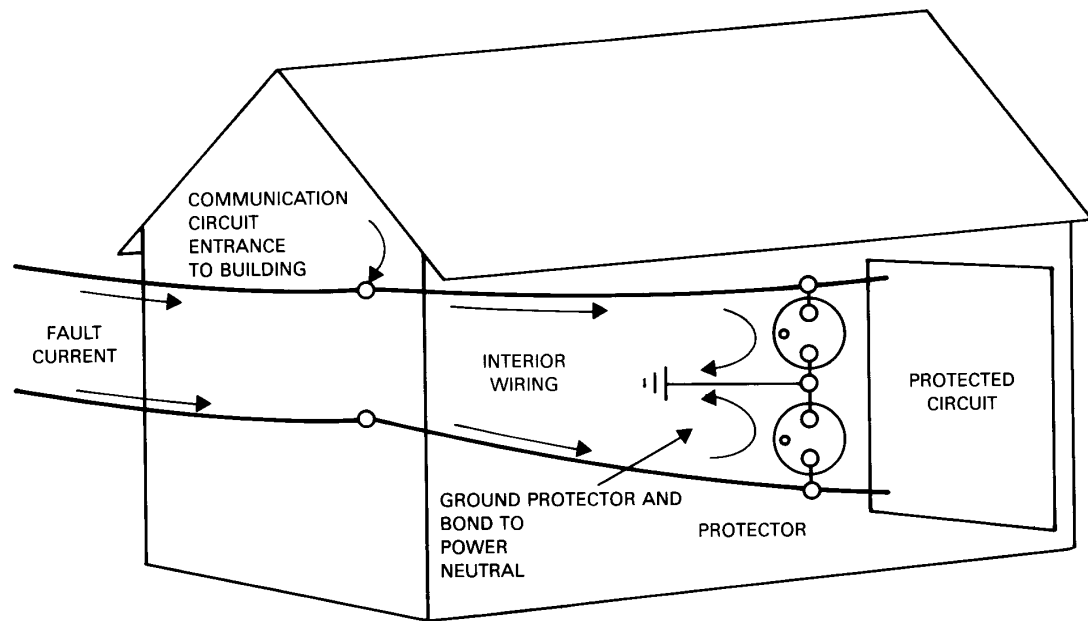 COMMUNICATION
CIRCUIT
ENTRANCE
TO BUILDING
FAULT
CURRENT
INTERIOR
WIRING
PROTECTED
CIRCUIT
GROUND PROTECTOR AND
BOND TO
POWER
NEUTRAL
PROTECTOR